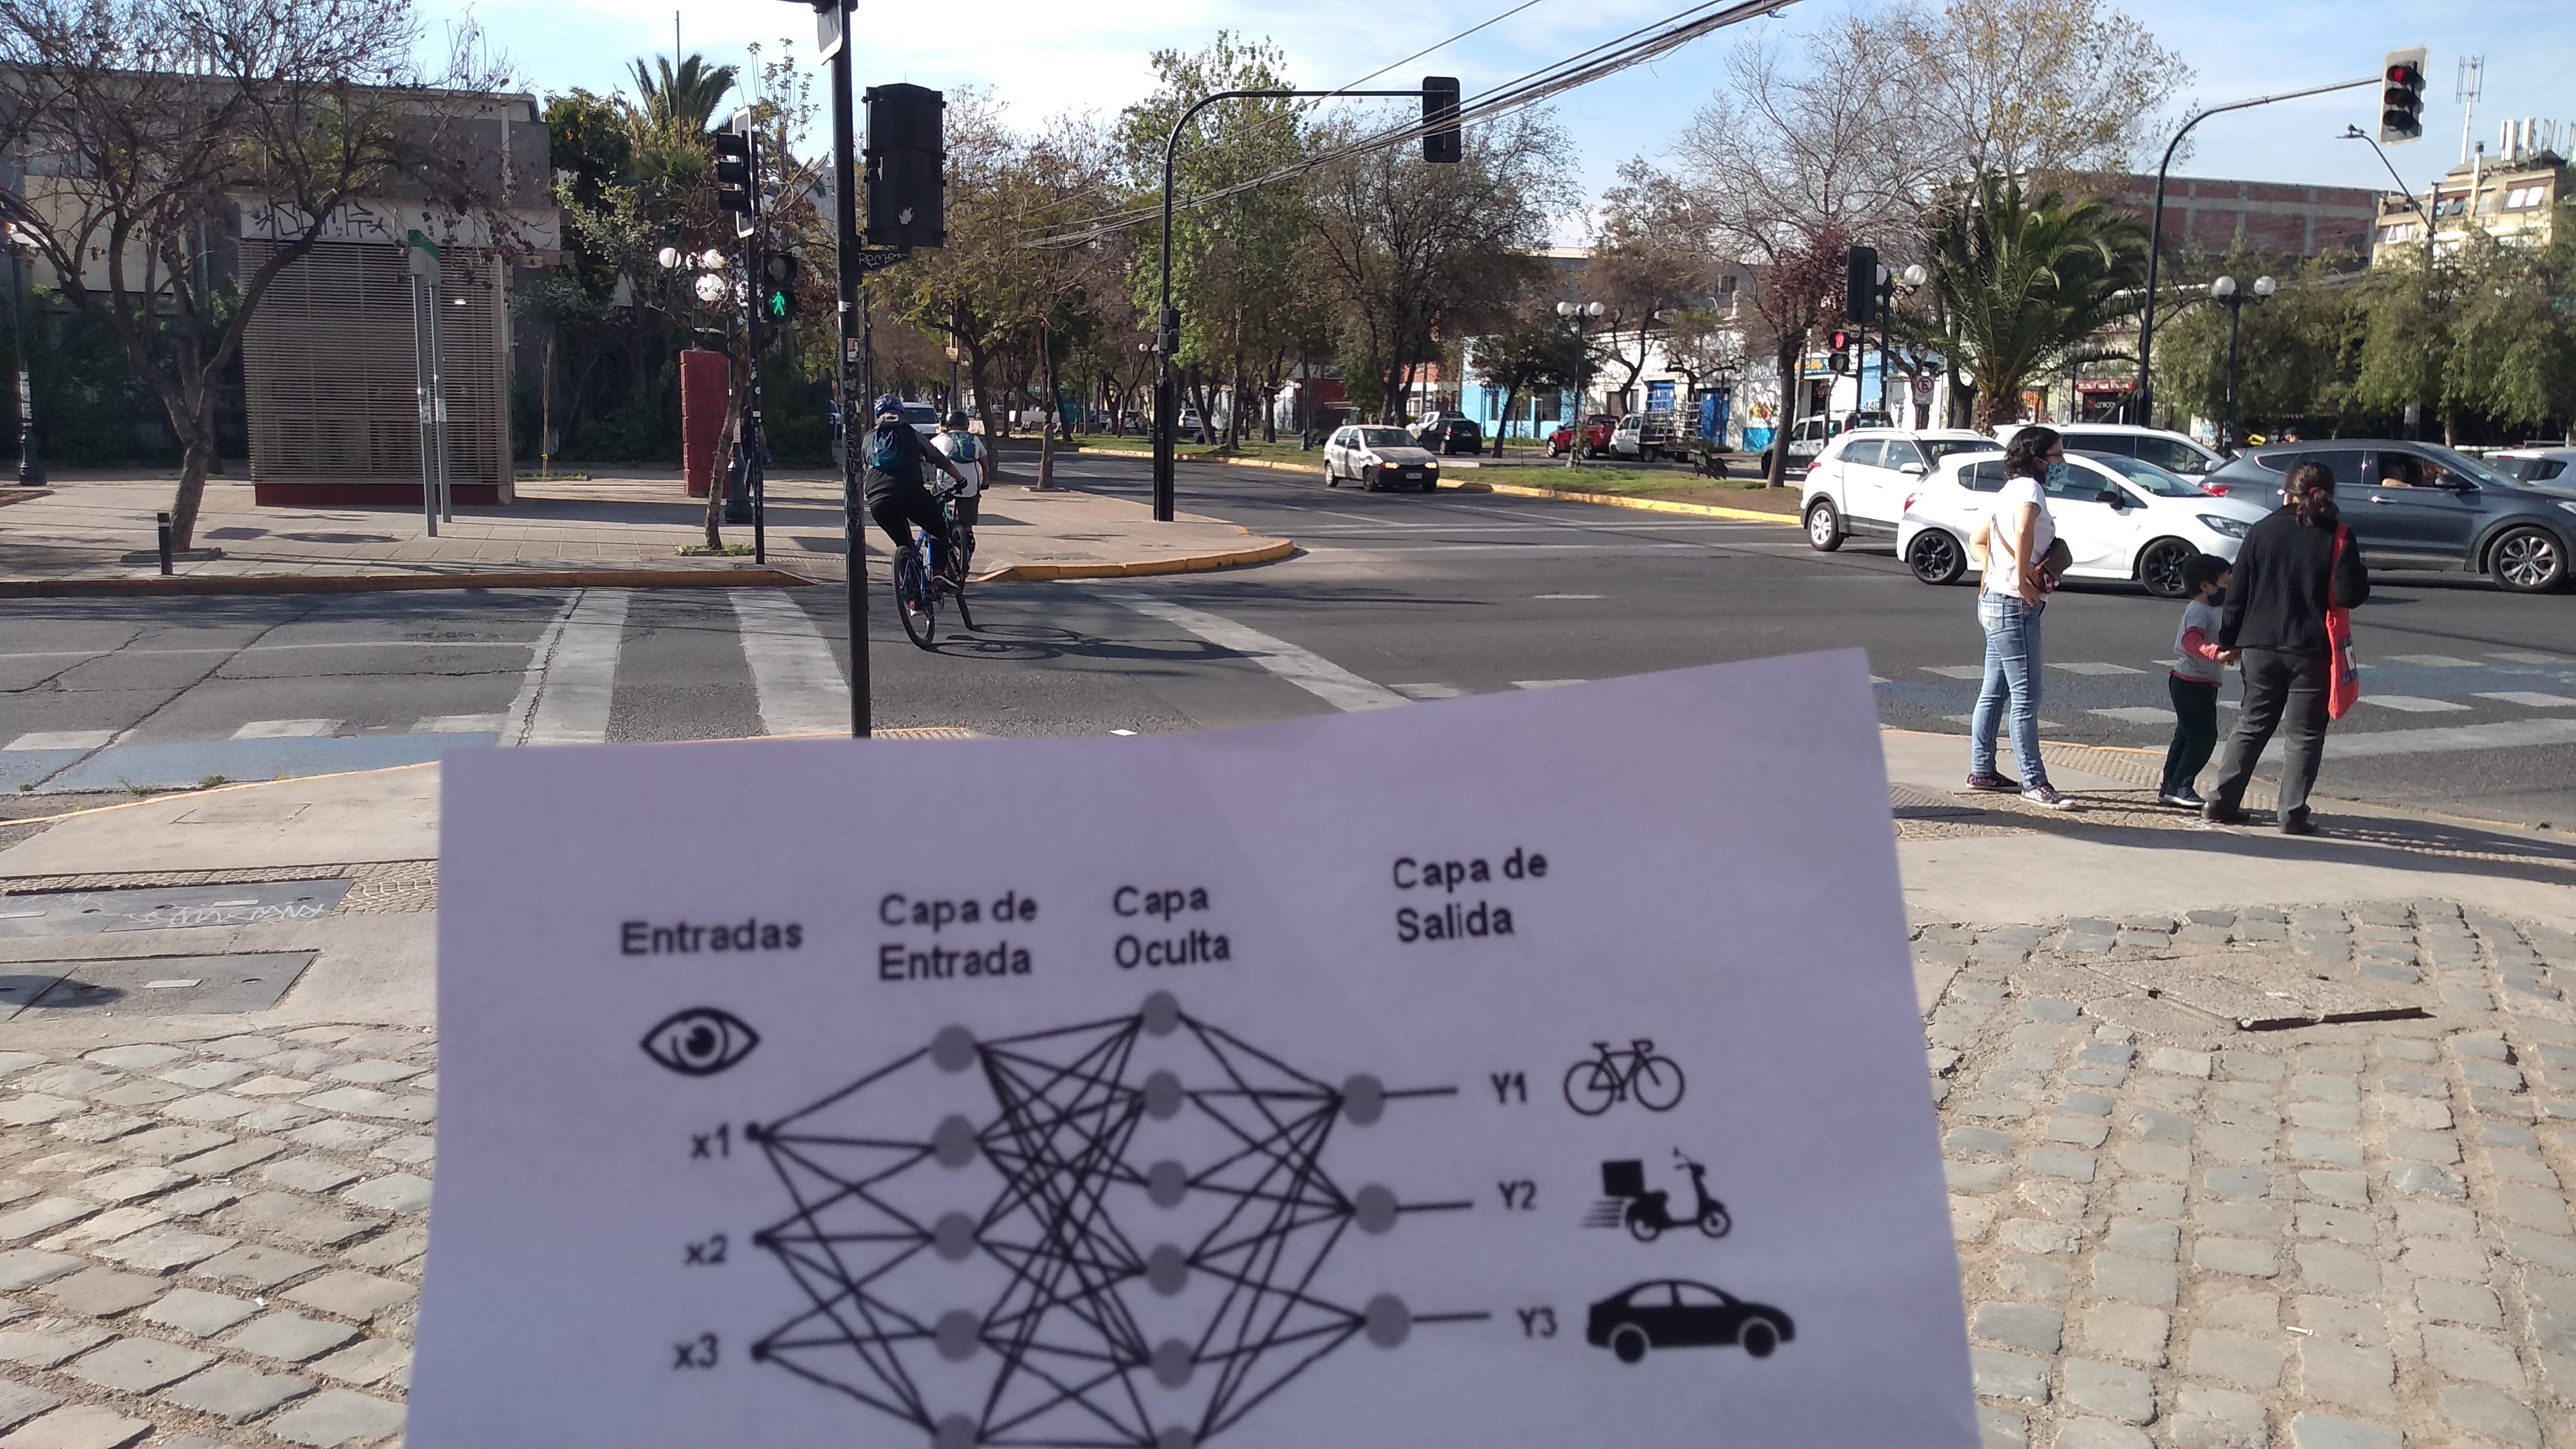 Entradas
Capa de
Entrada
Capa
Oculta
Capa de
Salida
x1
x2
x3
Y1
Y2
Y3